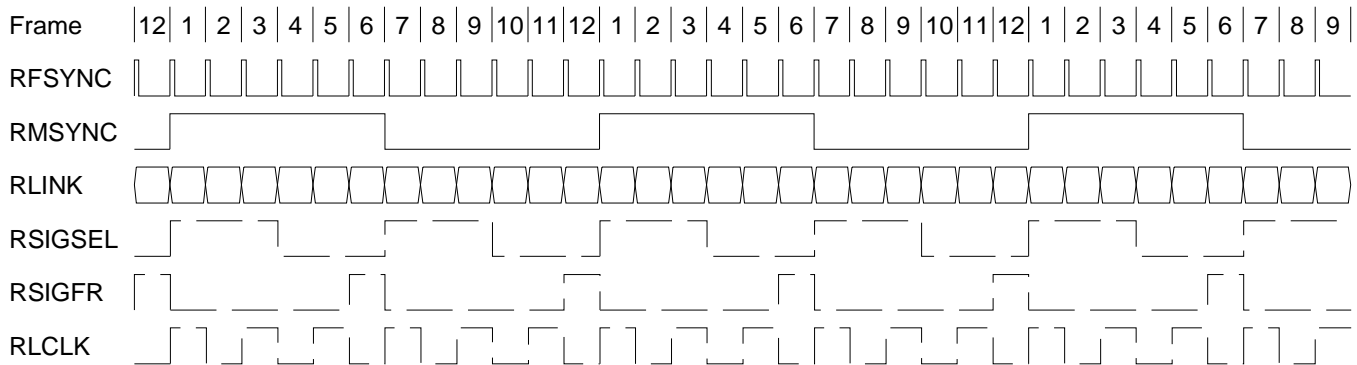 Frame 12 1 2 3 4 5 6 7 8 9 10 11 12 1 2 3 4 5 6 7 8 9 10 11 12 1 2 3 4 5 6 7 8 9
RFSYNC
RMSYNC
RLINK
RSIGSEL
RSIGFR
RLCLK